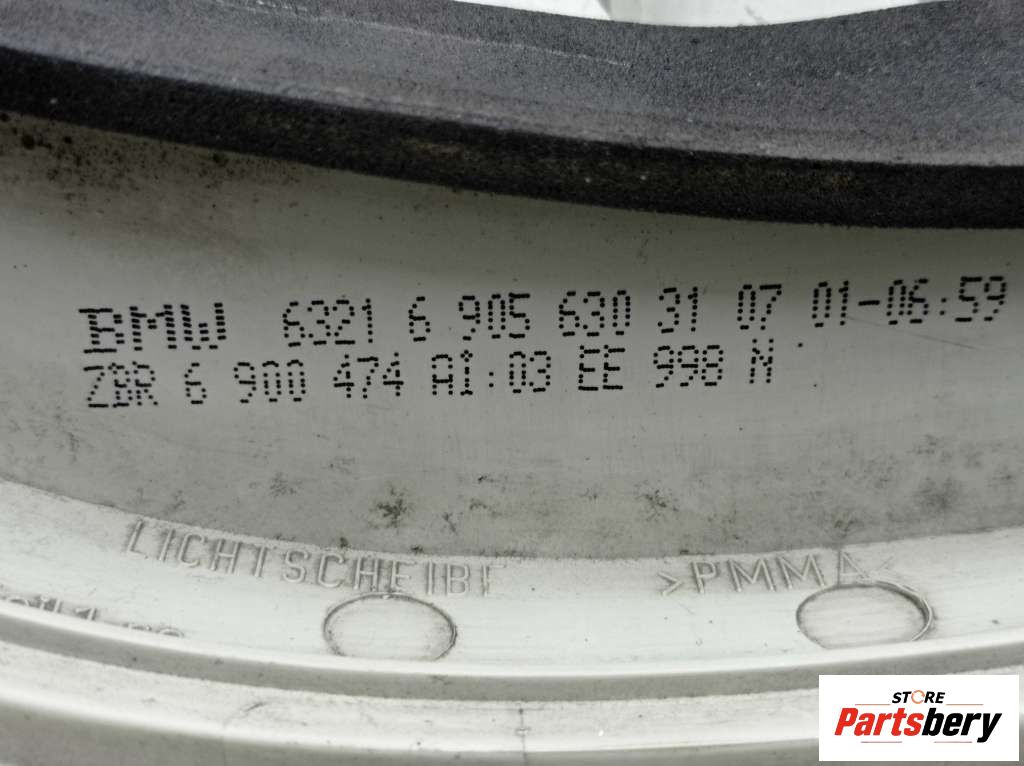 BMW 6321 6 905 630 31 07 01-06:59
ZBR 6 900 474 AI:03 EE 998 N
LICHTSCHEIBE >PMMA<
STORE
Partsbery